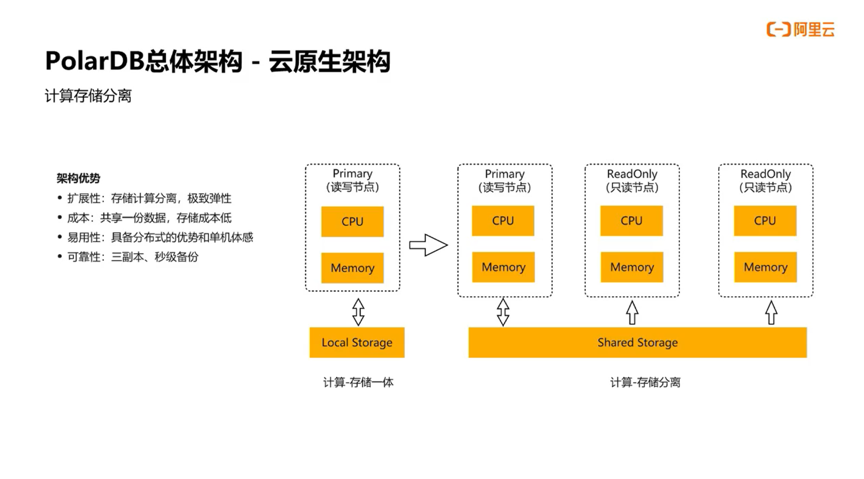 阿里云
PolarDB总体架构 - 云原生架构
计算存储分离
架构优势
• 扩展性：存储计算分离，极致弹性
• 成本：共享一份数据，存储成本低
• 易用性：具备分布式的优势和单机体感
• 可靠性：三副本、秒级备份
Primary
（读写节点）
CPU
Memory
Local Storage
计算-存储一体
Primary
（读写节点）
CPU
Memory
ReadOnly
（只读节点）
CPU
Memory
ReadOnly
（只读节点）
CPU
Memory
Shared Storage
计算-存储分离